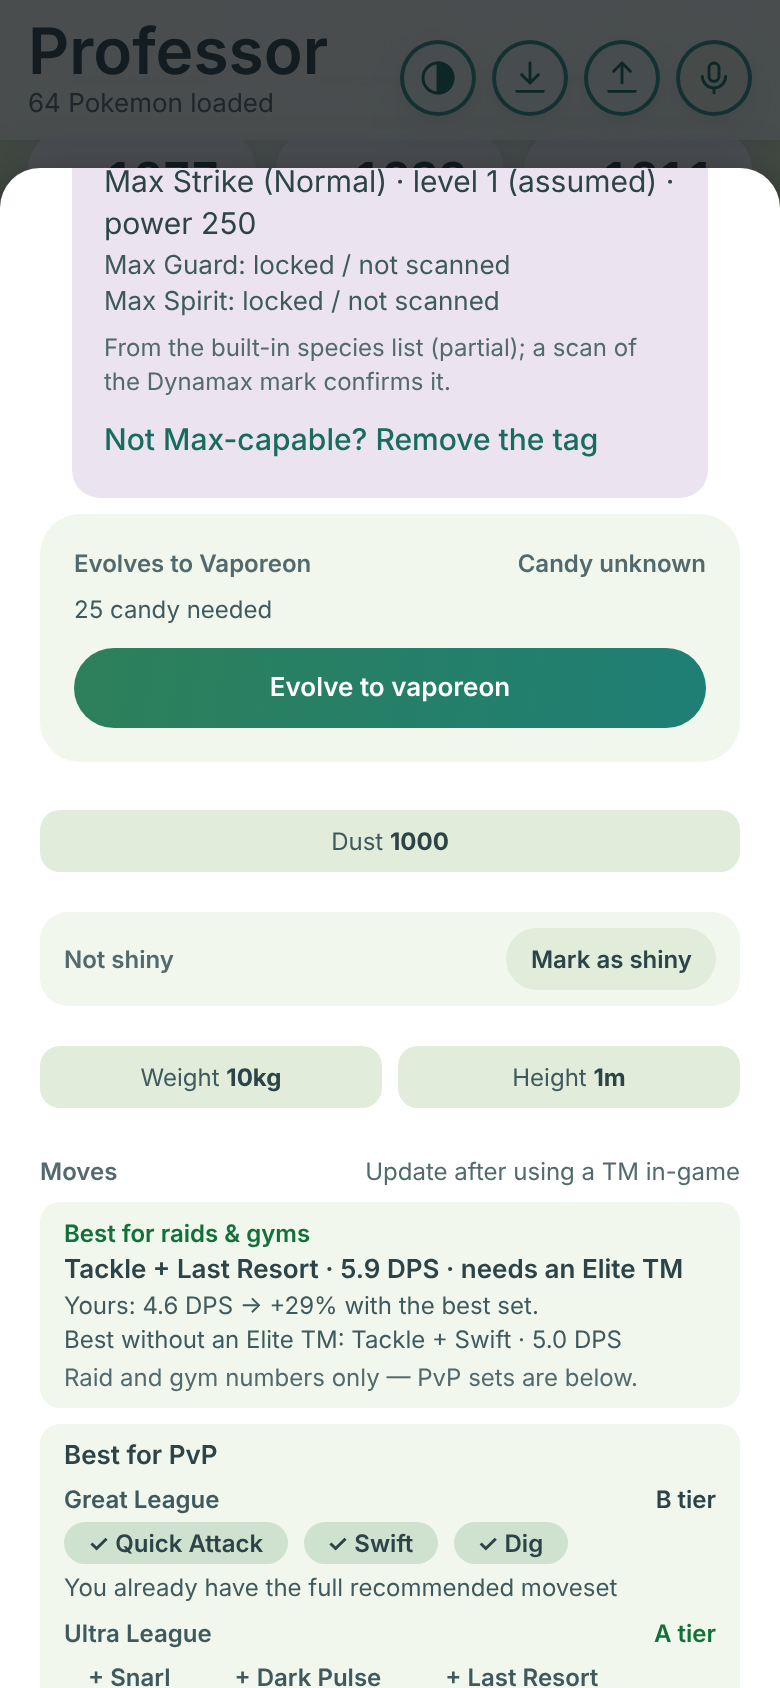 Professor
64 Pokemon loaded
Max Strike (Normal) · level 1 (assumed) ·
power 250
Max Guard: locked / not scanned
Max Spirit: locked / not scanned
From the built-in species list (partial); a scan of
the Dynamax mark confirms it.
Not Max-capable? Remove the tag
Evolves to Vaporeon
Candy unknown
25 candy needed
Evolve to vaporeon
Dust 1000
Not shiny
Mark as shiny
Weight 10kg
Height 1m
Moves
Update after using a TM in-game
Best for raids & gyms
Tackle + Last Resort · 5.9 DPS · needs an Elite TM
Yours: 4.6 DPS → +29% with the best set.
Best without an Elite TM: Tackle + Swift · 5.0 DPS
Raid and gym numbers only — PvP sets are below.
Best for PvP
Great League
B tier
✓ Quick Attack
✓ Swift
✓ Dig
You already have the full recommended moveset
Ultra League
A tier
+ Snarl
+ Dark Pulse
+ Last Resort